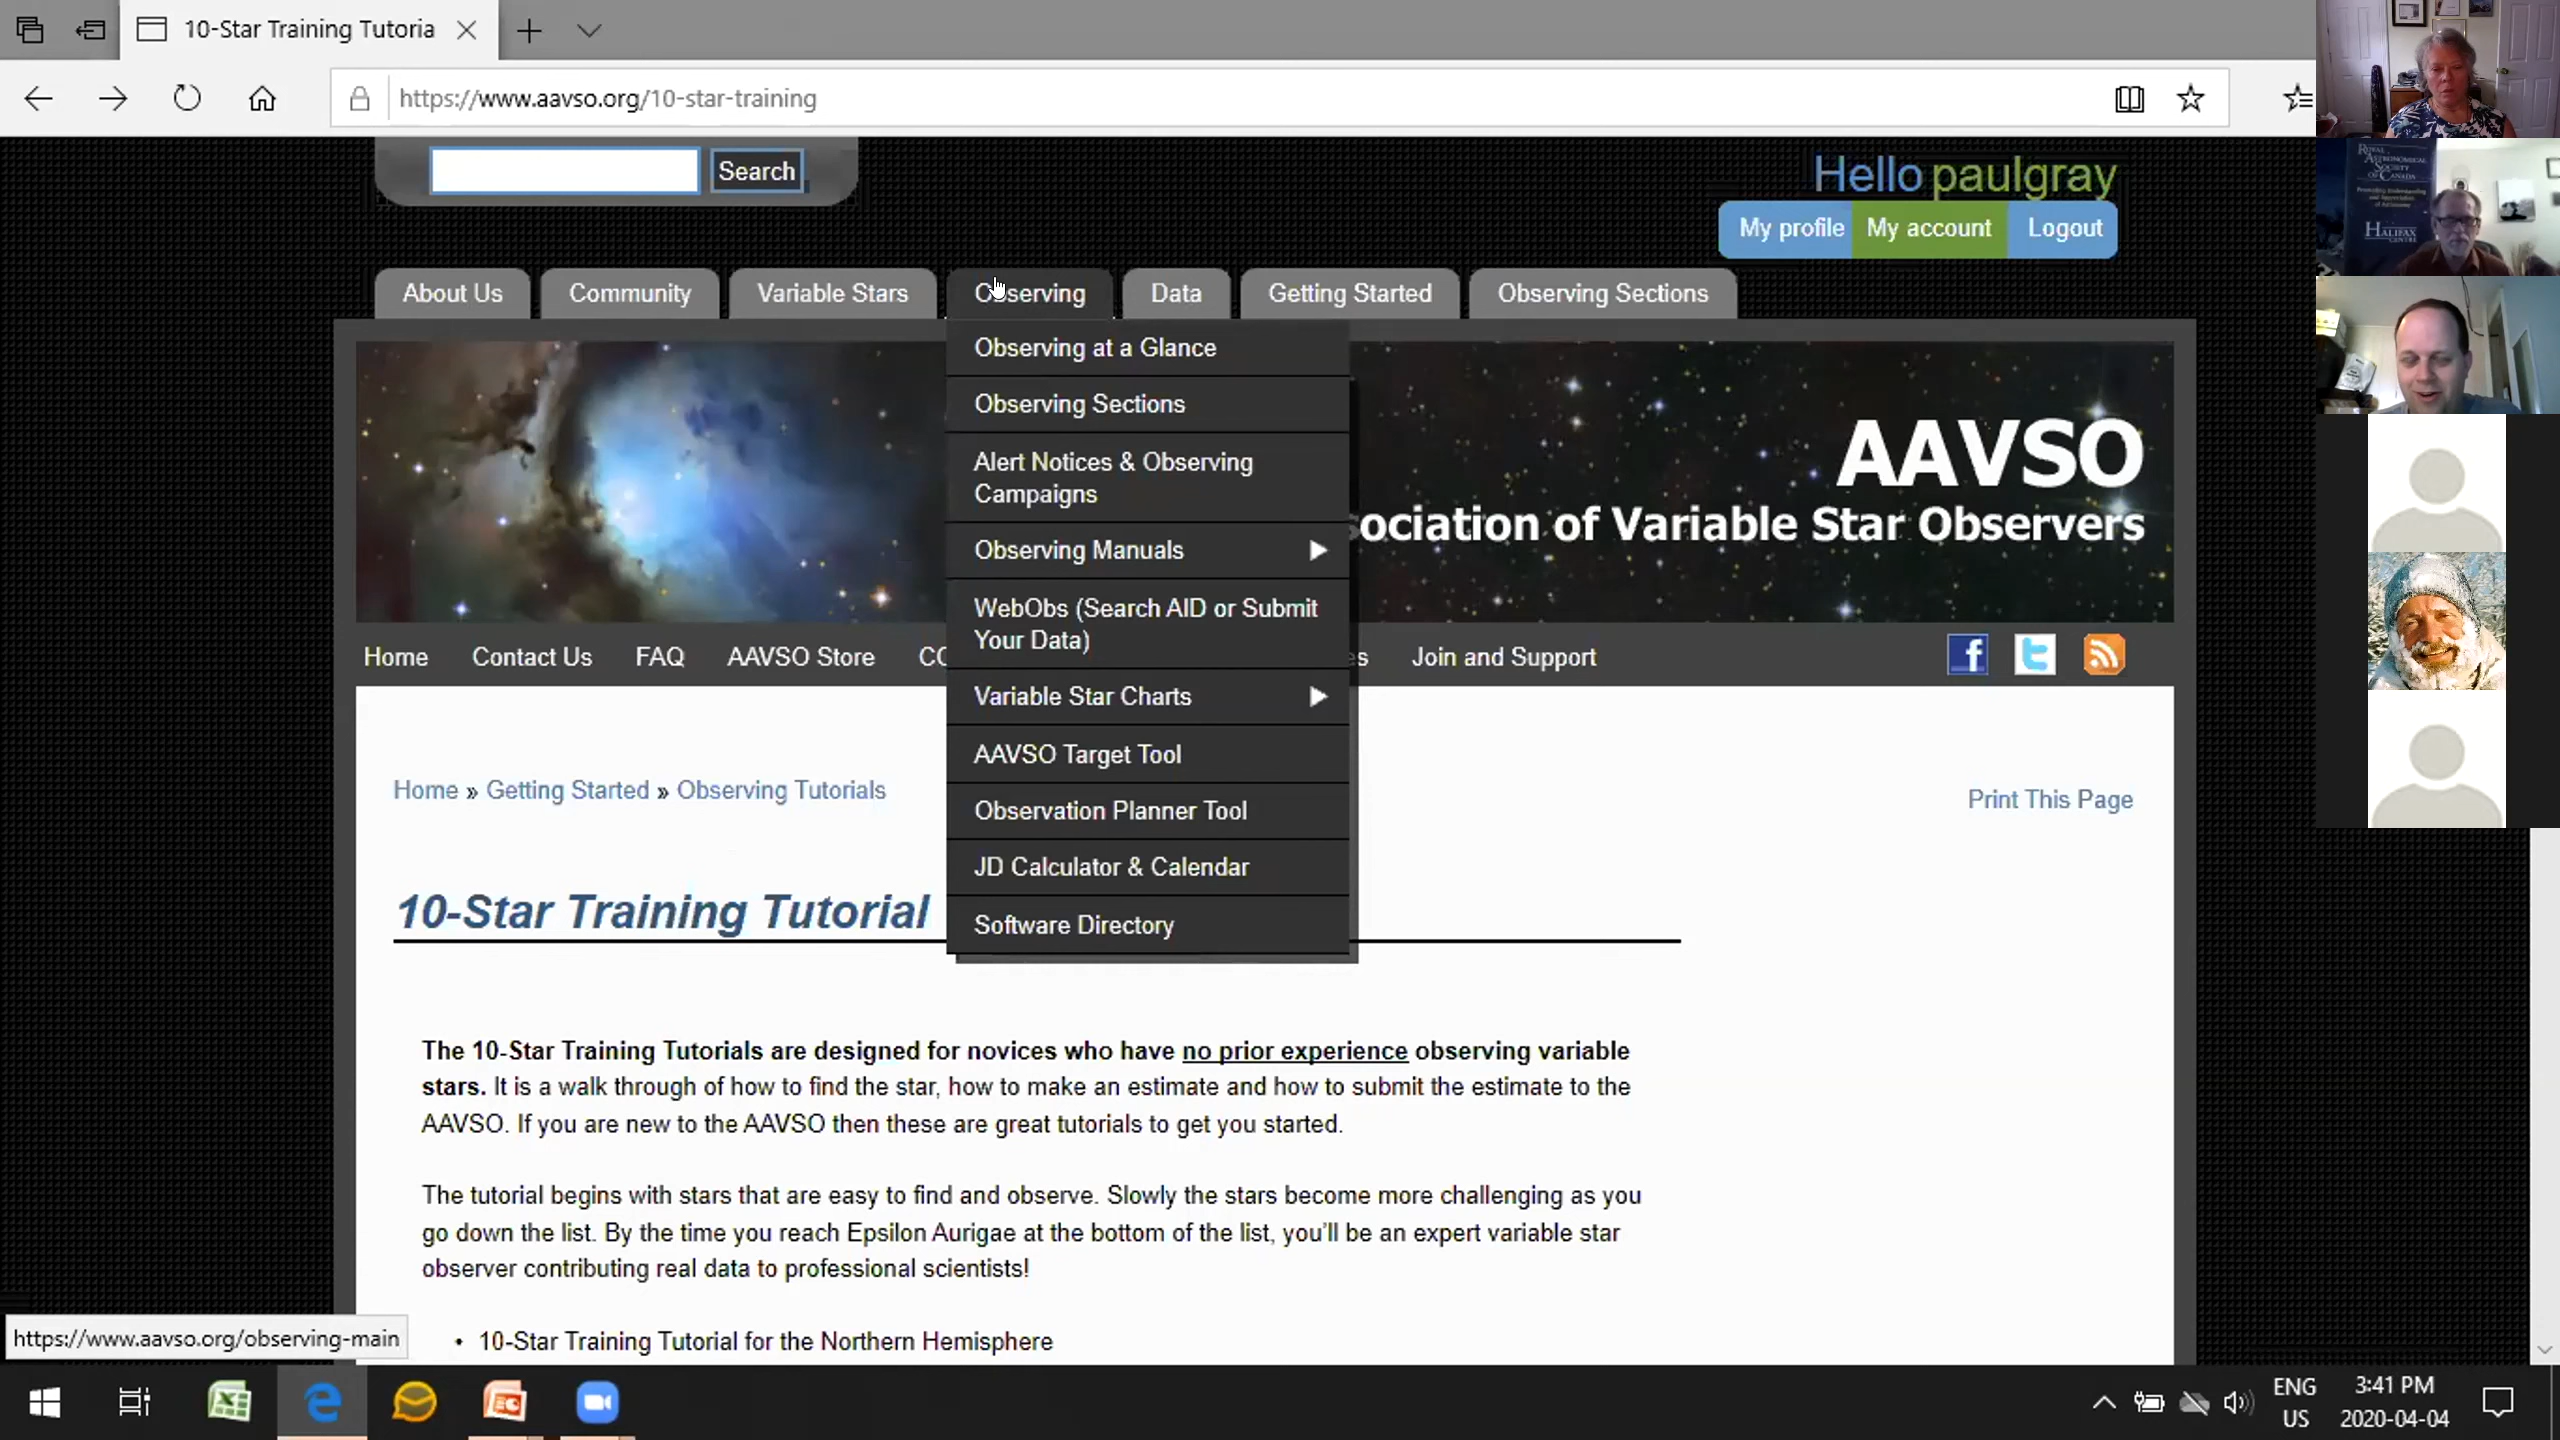 10-Star Training Tutoria
https://www.aavso.org/10-star-training
Search
Hello paulgray
My profile
My account
Logout
About Us
Community
Variable Stars
Observing
Data
Getting Started
Observing Sections
Observing at a Glance
Observing Sections
Alert Notices & Observing
Campaigns
Observing Manuals
WebObs (Search AID or Submit
Your Data)
Variable Star Charts
AAVSO Target Tool
Observation Planner Tool
JD Calculator & Calendar
Software Directory
AAVSO
ociation of Variable Star Observers
Home
Contact Us
FAQ
AAVSO Store
Join and Support
Home » Getting Started » Observing Tutorials
Print This Page
10-Star Training Tutorial
The 10-Star Training Tutorials are designed for novices who have no prior experience observing variable
stars. It is a walk through of how to find the star, how to make an estimate and how to submit the estimate to the
AAVSO. If you are new to the AAVSO then these are great tutorials to get you started.
The tutorial begins with stars that are easy to find and observe. Slowly the stars become more challenging as you
go down the list. By the time you reach Epsilon Aurigae at the bottom of the list, you'll be an expert variable star
observer contributing real data to professional scientists!
• 10-Star Training Tutorial for the Northern Hemisphere
https://www.aavso.org/observing-main
ENG
US
3:41 PM
2020-04-04
Royal
Astronomical
Society
of Canada
Halifax
Centre